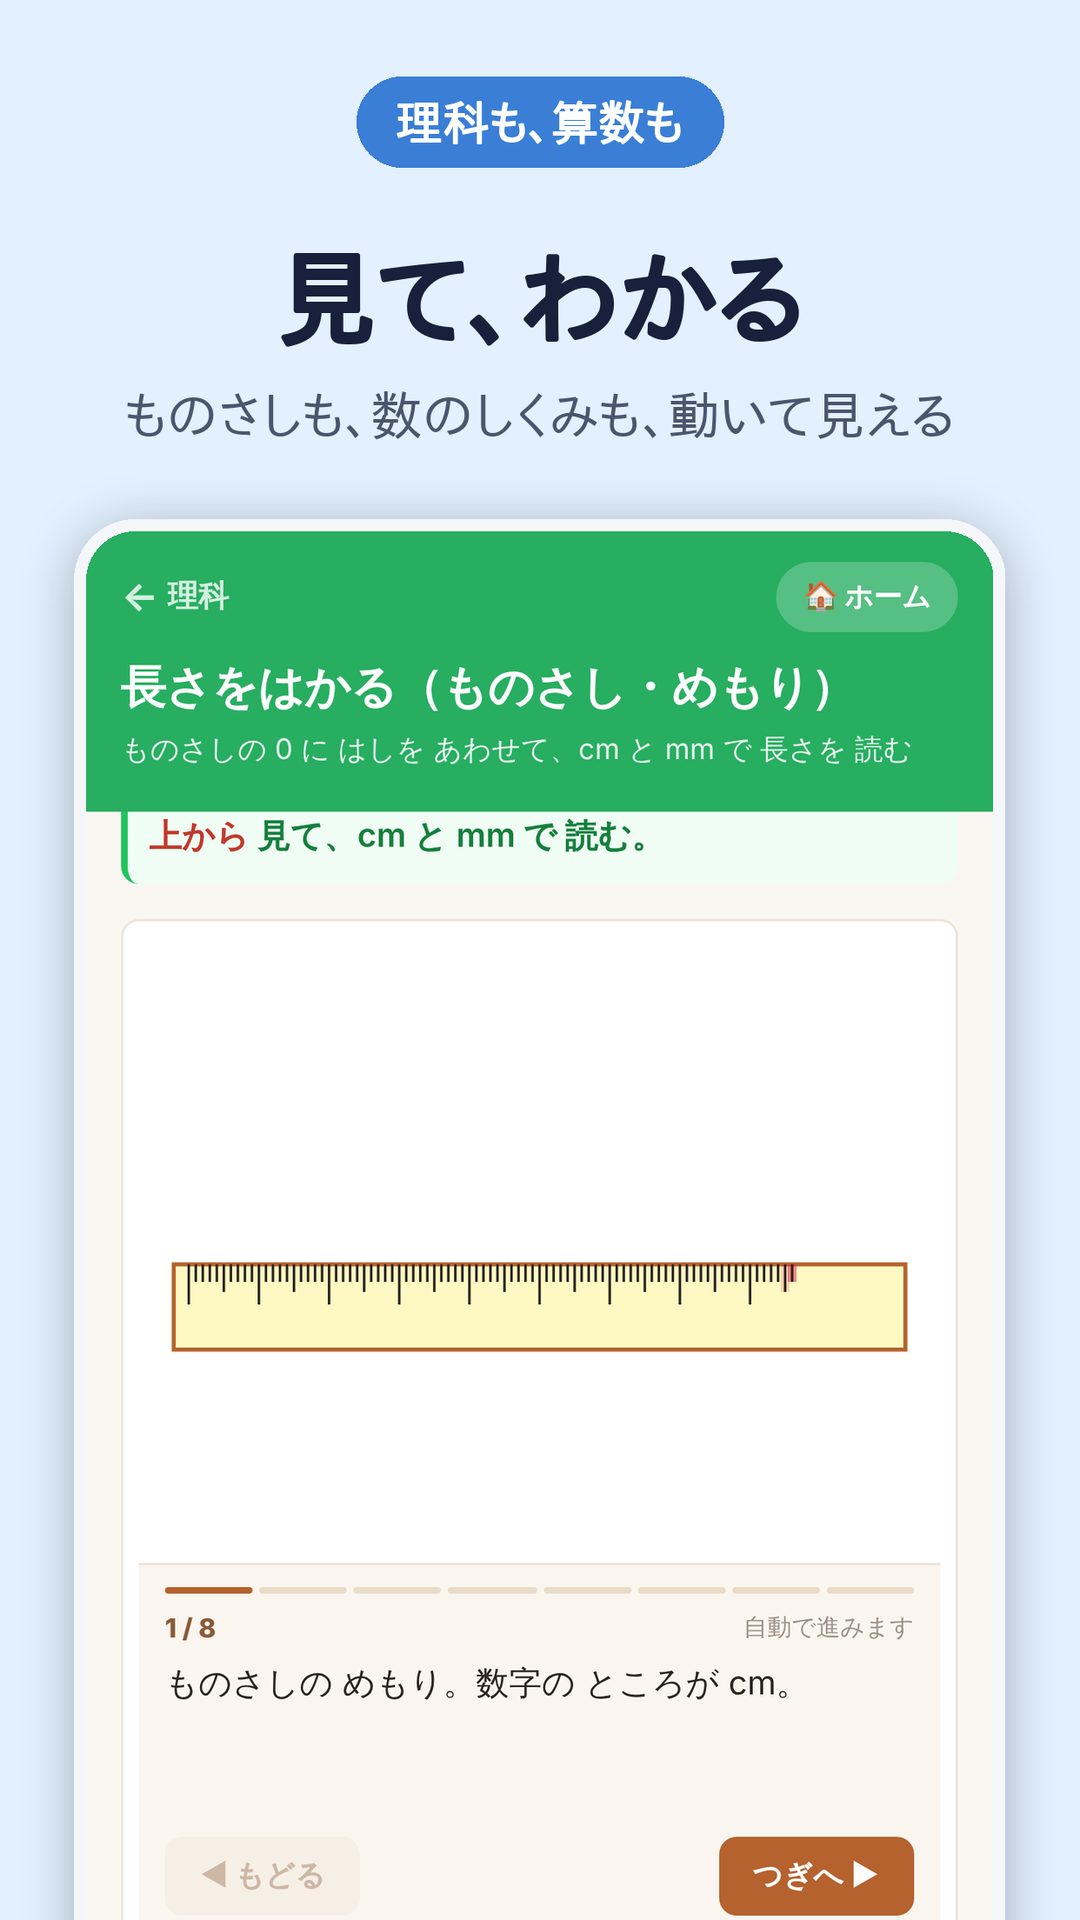 理科も、算数も
見て、わかる
ものさしも、数のしくみも、動いて見える
← 理科
🏠 ホーム
長さをはかる（ものさし・めもり）
ものさしの 0 に はしを あわせて、cm と mm で 長さを 読む
上から 見て、cm と mm で 読む。
1 / 8
自動で進みます
ものさしの めもり。数字の ところが cm。
◀ もどる
つぎへ ▶